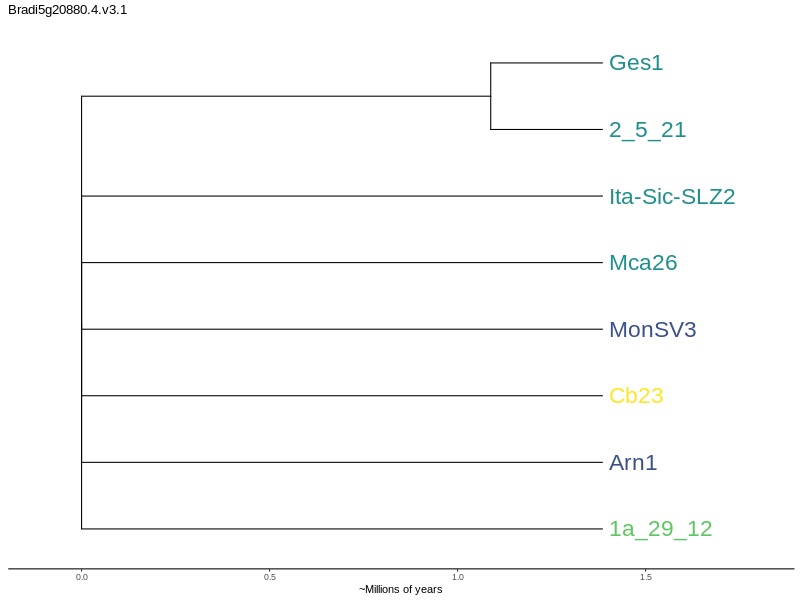 Bradi5g20880.4.v3.1
Ges1
2_5_21
Ita-Sic-SLZ2
Mca26
MonSV3
Cb23
Arn1
1a_29_12
0.0 0.5 1.0 1.5
~Millions of years